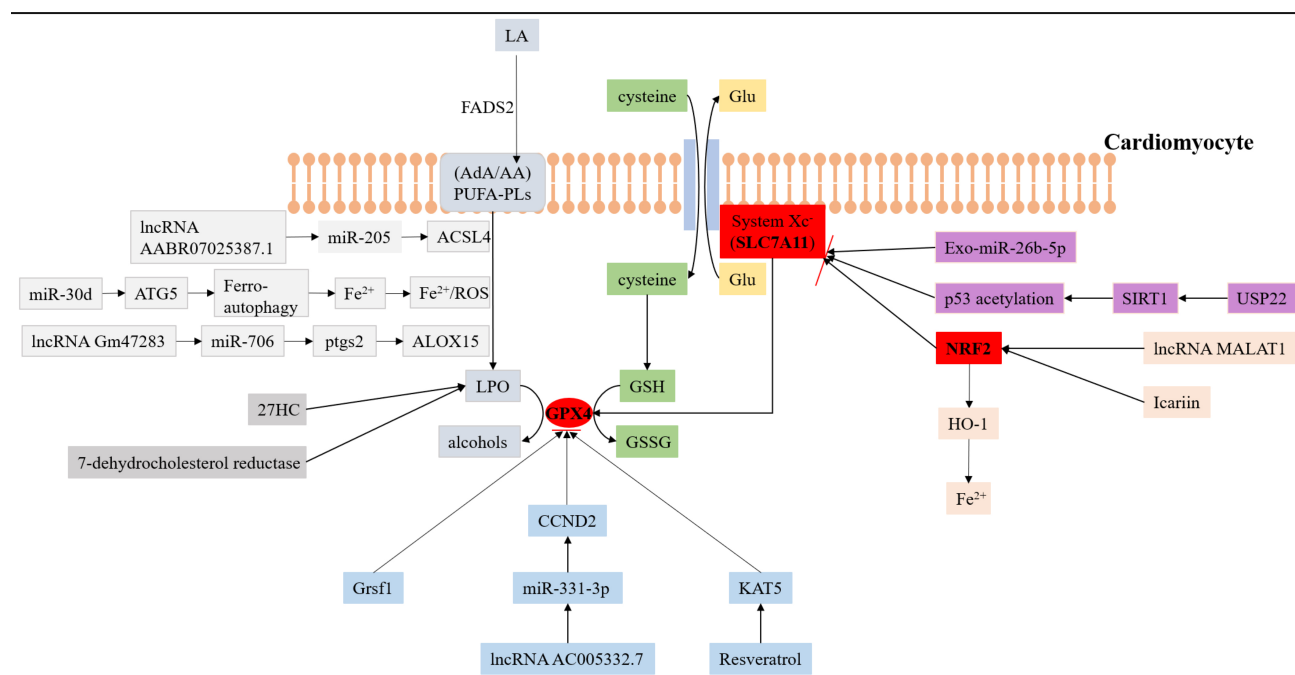 LA
FADS2
cysteine
Glu
Cardiomyocyte
(AdA/AA)
PUFA-PLs
lncRNA
AABR07025387.1
miR-205
ACSL4
System Xc⁻
(SLC7A11)
Exo-miR-26b-5p
miR-30d
ATG5
Ferro-
autophagy
Fe²⁺
Fe²⁺/ROS
cysteine
Glu
p53 acetylation
SIRT1
USP22
lncRNA Gm47283
miR-706
ptgs2
ALOX15
NRF2
lncRNA MALAT1
LPO
GSH
27HC
GPX4
Icariin
HO-1
alcohols
GSSG
7-dehydrocholesterol reductase
Fe²⁺
CCND2
Grsf1
miR-331-3p
KAT5
lncRNA AC005332.7
Resveratrol